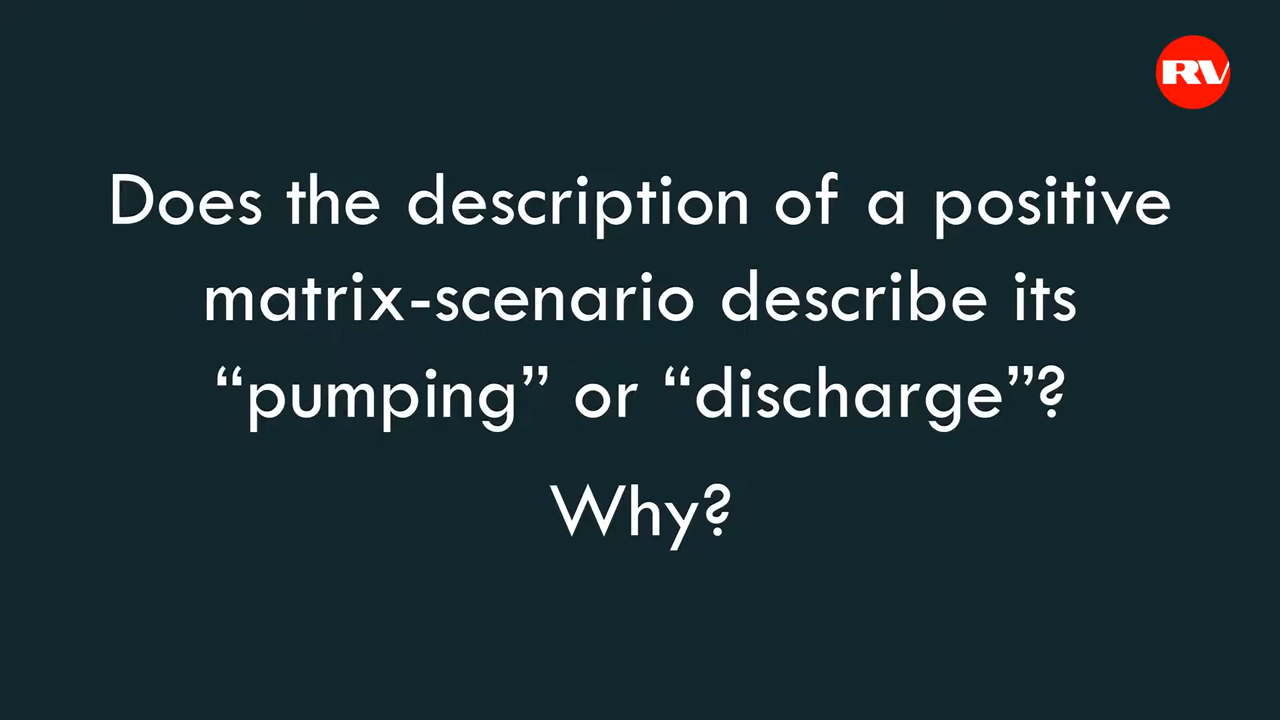 RV
Does the description of a positive
matrix-scenario describe its
“pumping” or “discharge”?
Why?